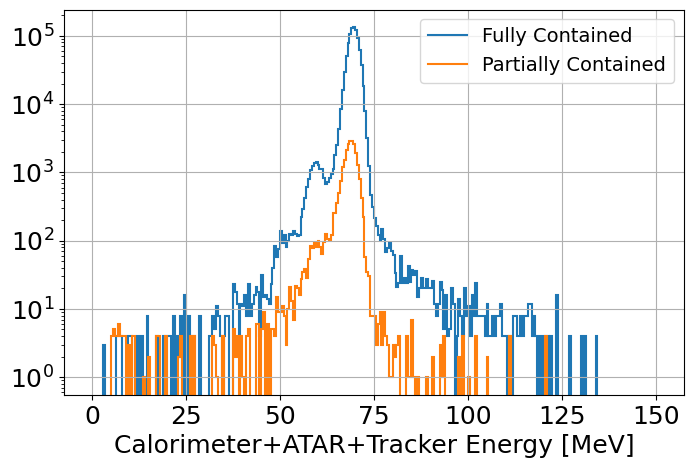 Fully Contained
Partially Contained
10^5
10^4
10^3
10^2
10^1
10^0
0 25 50 75 100 125 150
Calorimeter+ATAR+Tracker Energy [MeV]